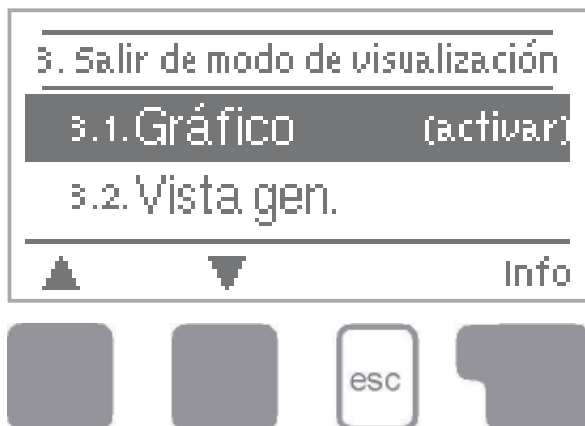 3. Salir de modo de visualización
3.1. Gráfico (activar)
3.2. Vista gen.
Info
esc